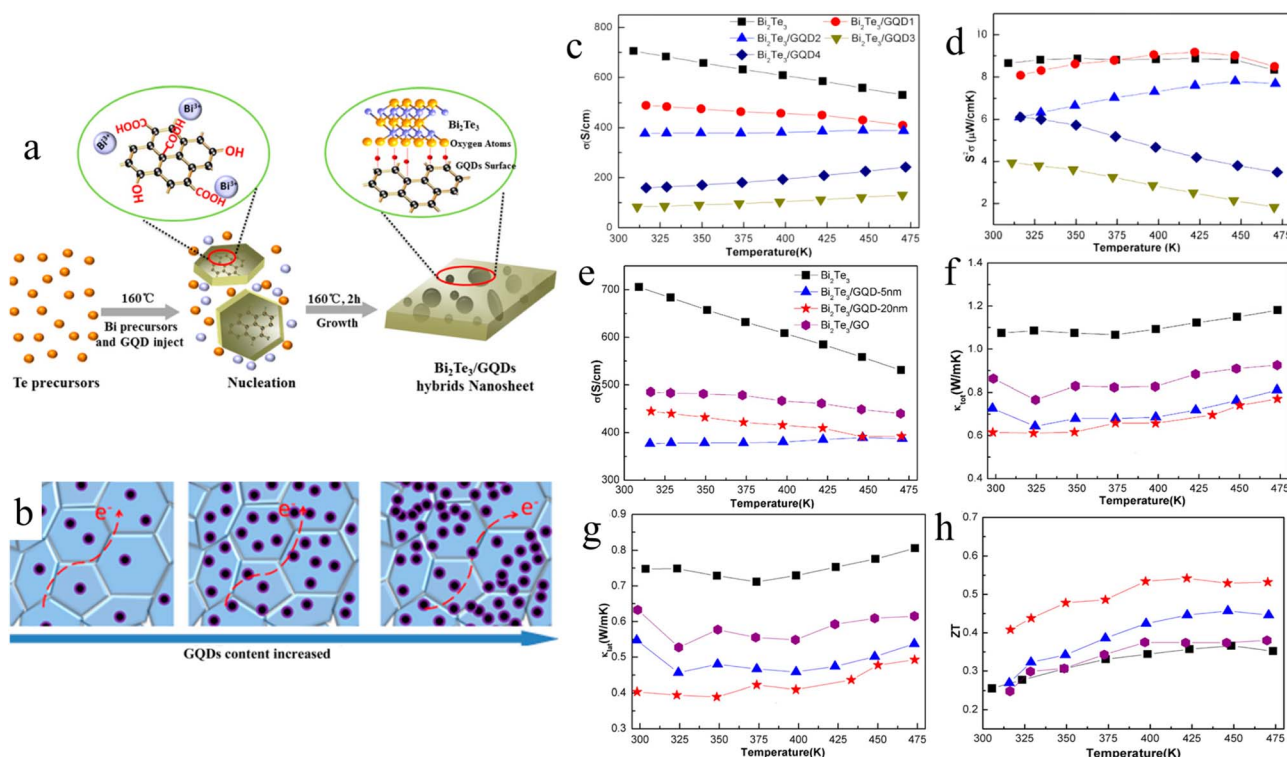 a
Bi3+
COOH
Bi3+
COOH
OH
Bi3+
COOH
OH
Bi2Te3
Oxygen Atoms
GQDs Surface
160℃
Bi precursors
and GQD inject
160℃, 2h
Growth
Te precursors
Nucleation
Bi2Te3/GQDs
hybrids Nanosheet
b
e-
e-
e-
GQDs content increased
c
Bi2Te3
Bi2Te3/GQD1
Bi2Te3/GQD2
Bi2Te3/GQD3
Bi2Te3/GQD4
σ(S/cm)
800
600
400
200
0
300 325 350 375 400 425 450 475
Temperature(K)
d
S2σ (μW/cmK)
10
8
6
4
2
300 325 350 375 400 425 450 475
Temperature (K)
e
Bi2Te3
Bi2Te3/GQD-5nm
Bi2Te3/GQD-20nm
Bi2Te3/GO
σ(S/cm)
700
600
500
400
300
300 325 350 375 400 425 450 475
Temperature(K)
f
κtot(W/mK)
1.4
1.2
1.0
0.8
0.6
0.4
300 325 350 375 400 425 450 475
Temperature(K)
g
κlat(W/mK)
0.9
0.8
0.7
0.6
0.5
0.4
0.3
300 325 350 375 400 425 450 475
Temperature(K)
h
ZT
0.7
0.6
0.5
0.4
0.3
0.2
300 325 350 375 400 425 450 475
Temperature(K)